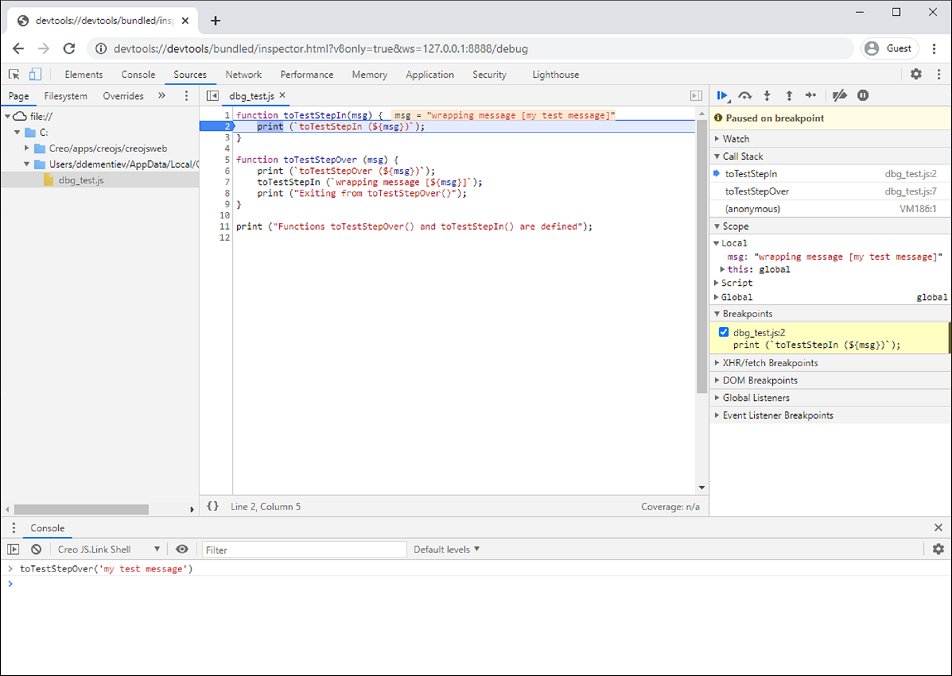 devtools://devtools/bundled/ins
devtools://devtools/bundled/inspector.html?v8only=true&ws=127.0.0.1:8888/debug
Guest
Elements Console Sources Network Performance Memory Application Security Lighthouse
Page Filesystem Overrides »
file://
C:
Creo/apps/creojs/creojsweb
Users/ddementiev/AppData/Local/C
dbg_test.js
dbg_test.js
1 function toTestStepIn(msg) { msg = "wrapping message [my test message]"
2 print (`toTestStepIn (${msg})`);
3 }
4
5 function toTestStepOver (msg) {
6 print (`toTestStepOver (${msg})`);
7 toTestStepIn (`wrapping message [${msg}]`);
8 print ("Exiting from toTestStepOver()");
9 }
10
11 print ("Functions toTestStepOver() and toTestStepIn() are defined");
12
{} Line 2, Column 5 Coverage: n/a
Paused on breakpoint
Watch
Call Stack
toTestStepIn dbg_test.js:2
toTestStepOver dbg_test.js:7
(anonymous) VM186:1
Scope
Local
msg: "wrapping message [my test message]"
this: global
Script
Global global
Breakpoints
dbg_test.js:2
print (`toTestStepIn (${msg})`);
XHR/fetch Breakpoints
DOM Breakpoints
Global Listeners
Event Listener Breakpoints
Console
Creo JS.Link Shell Filter Default levels
> toTestStepOver('my test message')
>